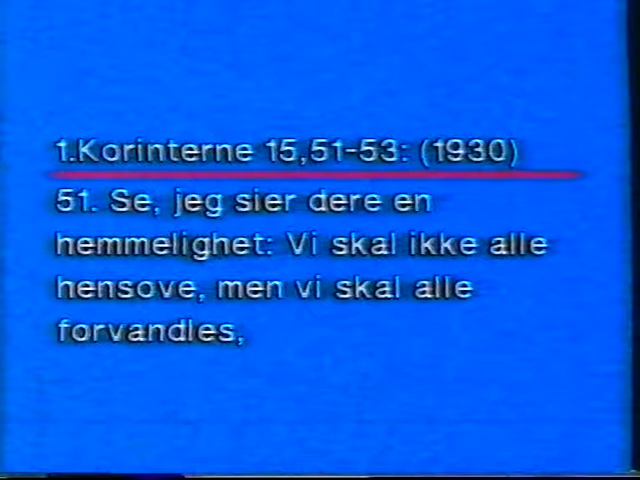 1.Korinterne 15,51-53: (1930)
51. Se, jeg sier dere en
hemmelighet: Vi skal ikke alle
hensove, men vi skal alle
forvandles,